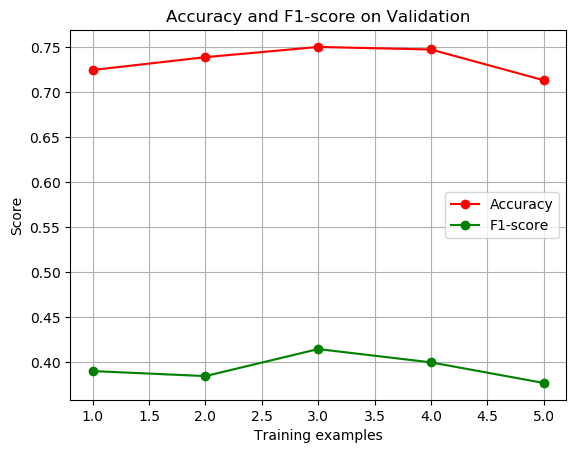 Accuracy and F1-score on Validation
0.75
0.70
0.65
0.60
0.55
0.50
0.45
0.40
Score
Accuracy
F1-score
1.0 1.5 2.0 2.5 3.0 3.5 4.0 4.5 5.0
Training examples